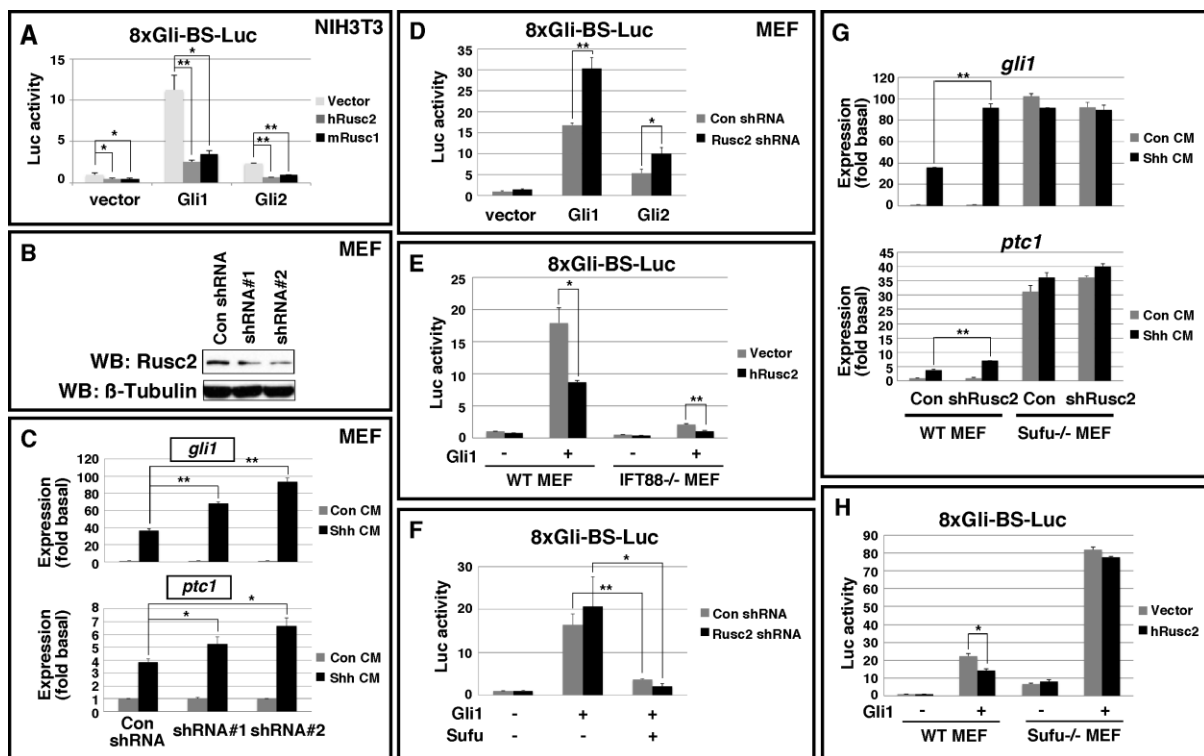 A
NIH3T3
8xGli-BS-Luc
Luc activity
15
10
5
0
** *
* *
** **
Vector
hRusc2
mRusc1
vector Gli1 Gli2
B
MEF
Con shRNA
shRNA#1
shRNA#2
WB: Rusc2
WB: ß-Tubulin
C
MEF
gli1
Expression
(fold basal)
120
100
80
60
40
20
0
**
**
Con CM
Shh CM
ptc1
Expression
(fold basal)
8
7
6
5
4
3
2
1
0
*
*
Con CM
Shh CM
Con
shRNA
shRNA#1 shRNA#2
D
MEF
8xGli-BS-Luc
Luc activity
35
30
25
20
15
10
5
0
**
*
Con shRNA
Rusc2 shRNA
vector Gli1 Gli2
E
8xGli-BS-Luc
Luc activity
25
20
15
10
5
0
*
**
Vector
hRusc2
Gli1 - + - +
WT MEF IFT88-/- MEF
F
8xGli-BS-Luc
Luc activity
30
20
10
0
**
*
Con shRNA
Rusc2 shRNA
Gli1 - + +
Sufu - - +
G
gli1
Expression
(fold basal)
120
100
80
60
40
20
0
**
Con CM
Shh CM
ptc1
Expression
(fold basal)
45
40
35
30
25
20
15
10
5
0
**
Con CM
Shh CM
Con shRusc2 Con shRusc2
WT MEF Sufu-/- MEF
H
8xGli-BS-Luc
Luc activity
90
80
70
60
50
40
30
20
10
0
*
Vector
hRusc2
Gli1 - + - +
WT MEF Sufu-/- MEF